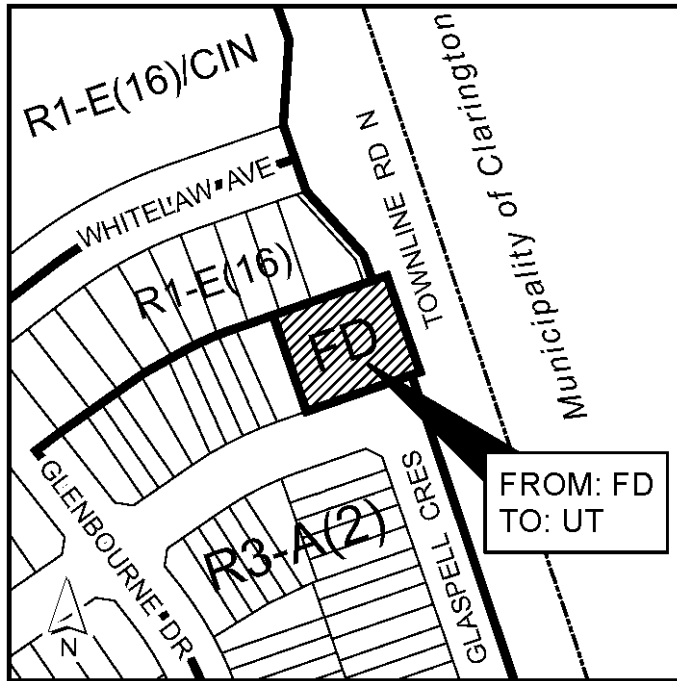 R1-E(16)/CIN
WHITELAW AVE
TOWNLINE RD N
Municipality of Clarington
R1-E(16)
FD
FROM: FD
TO: UT
GLENBOURNE DR
R3-A(2)
GLASPELL CRES
N